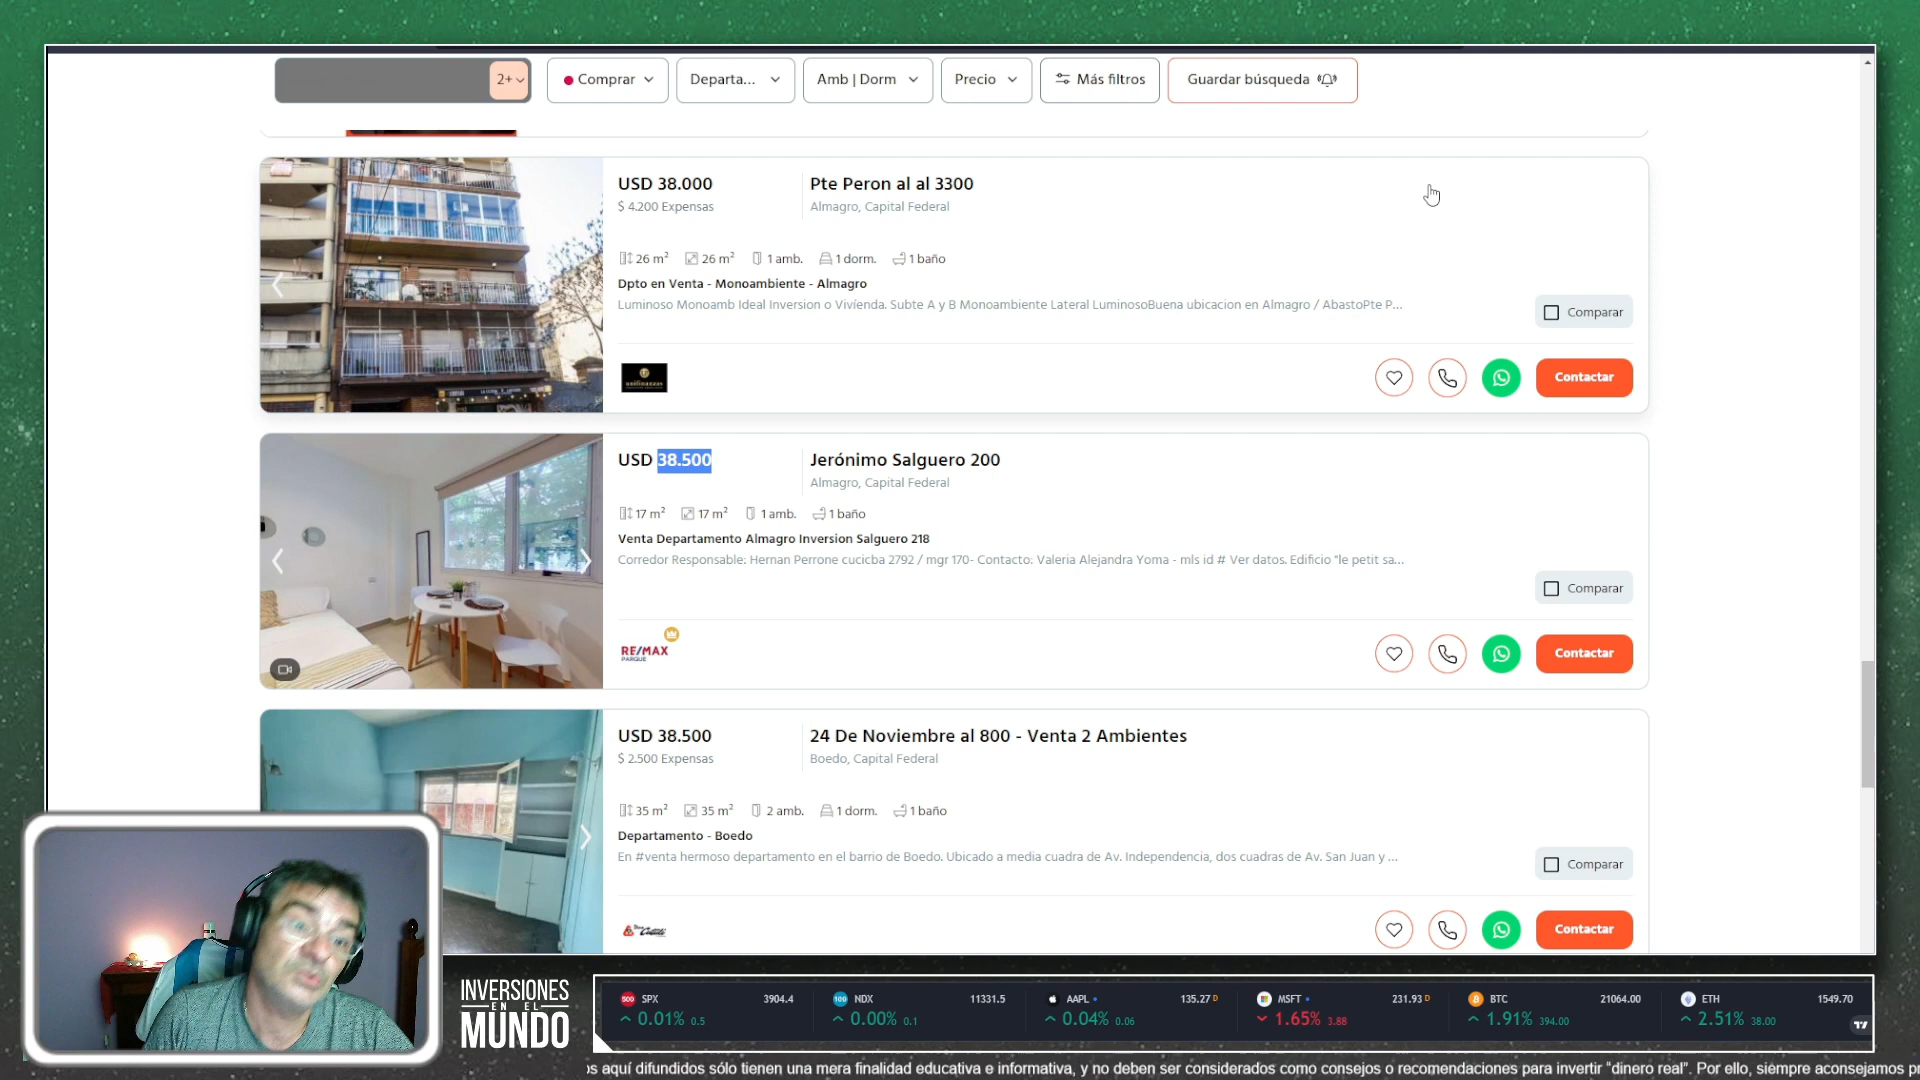 2+
Comprar
Departa...
Amb | Dorm
Precio
Más filtros
Guardar búsqueda
USD 38.000
Pte Peron al al 3300
$ 4.200 Expensas
Almagro, Capital Federal
26 m² 26 m² 1 amb. 1 dorm. 1 baño
Dpto en Venta - Monoambiente - Almagro
Luminoso Monoamb Ideal Inversion o Vivíenda. Subte A y B Monoambiente Lateral LuminosoBuena ubicacion en Almagro / AbastoPte P...
Comparar
Contactar
USD 38.500
Jerónimo Salguero 200
Almagro, Capital Federal
17 m² 17 m² 1 amb. 1 baño
Venta Departamento Almagro Inversion Salguero 218
Corredor Responsable: Hernan Perrone cucicba 2792 / mgr 170- Contacto: Valeria Alejandra Yoma - mls id # Ver datos. Edificio "le petit sa...
Comparar
RE/MAX
PARQUE
Contactar
USD 38.500
24 De Noviembre al 800 - Venta 2 Ambientes
$ 2.500 Expensas
Boedo, Capital Federal
35 m² 35 m² 2 amb. 1 dorm. 1 baño
Departamento - Boedo
En #venta hermoso departamento en el barrio de Boedo. Ubicado a media cuadra de Av. Independencia, dos cuadras de Av. San Juan y ...
Comparar
Contactar
INVERSIONES
EN EL
MUNDO
500 SPX 3904.4
0.01% 0.5
100 NDX 11331.5
0.00% 0.1
AAPL 135.27 D
0.04% 0.06
MSFT 231.93 D
1.65% 3.88
BTC 21064.00
1.91% 394.00
ETH 1549.70
2.51% 38.00
os aquí difundidos sólo tienen una mera finalidad educativa e informativa, y no deben ser considerados como consejos o recomendaciones para invertir "dinero real". Por ello, siempre aconsejamos pr